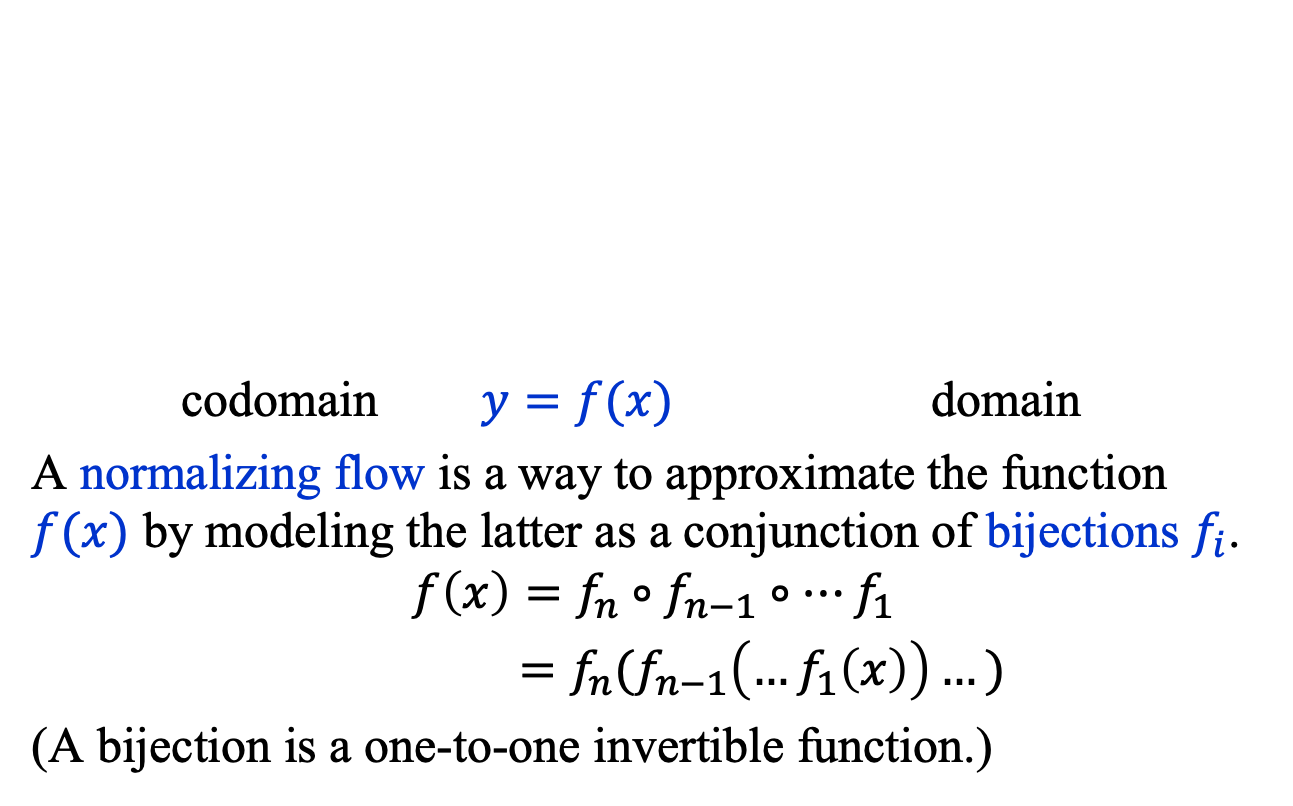 codomain y = f(x) domain
A normalizing flow is a way to approximate the function
f(x) by modeling the latter as a conjunction of bijections fᵢ.
f(x) = fₙ ∘ fₙ₋₁ ∘ ⋯ f₁
= fₙ(fₙ₋₁(… f₁(x)) … )
(A bijection is a one-to-one invertible function.)